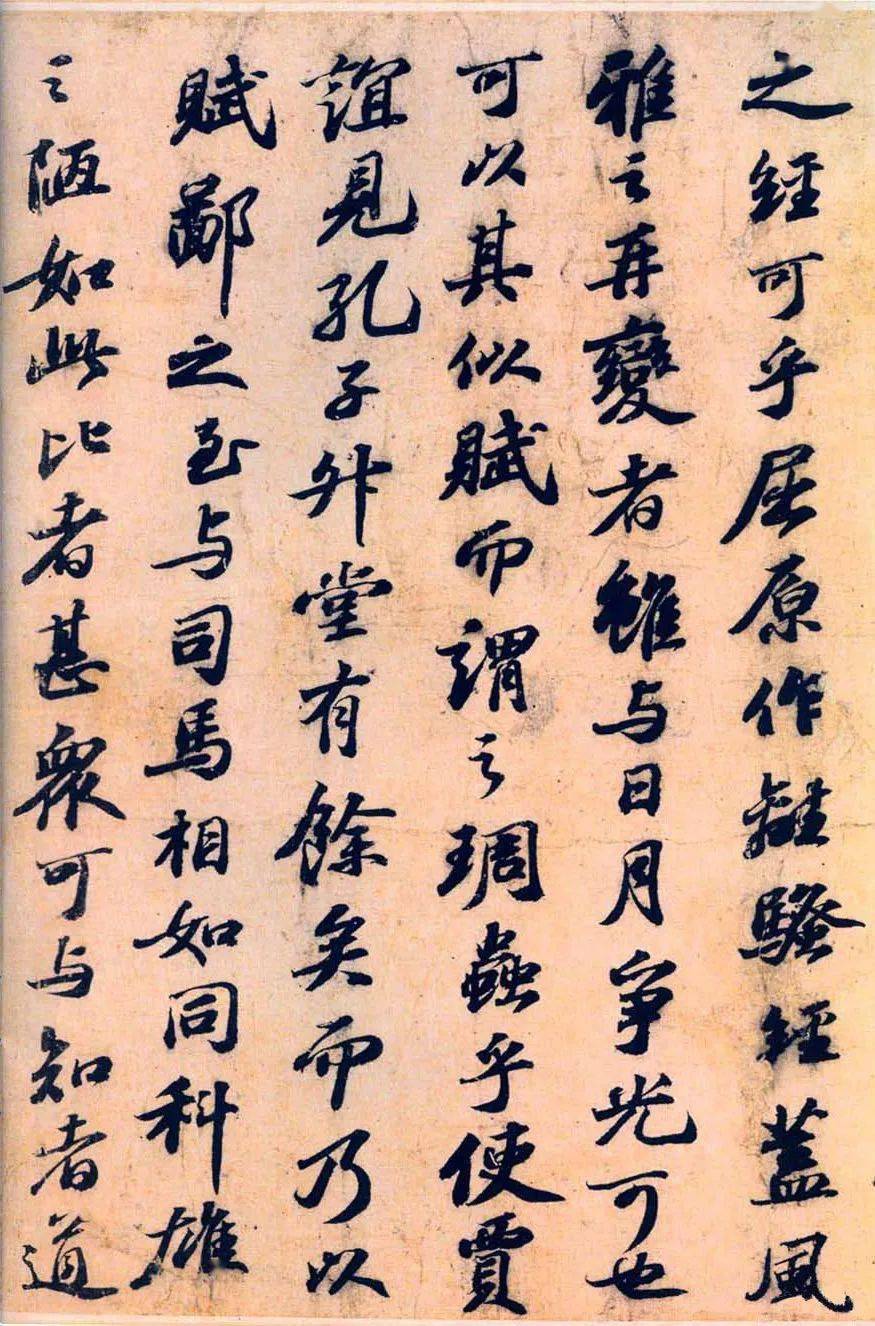 之經可乎屈原作離騷經蓋風
雅之再變者雖与日月爭光可也
可以其似賦而謂之琱蟲乎使賈
誼見孔子升堂有餘矣而乃以
賦鄙之至与司馬相如同科雄
之陋如此比者甚衆可与知者道